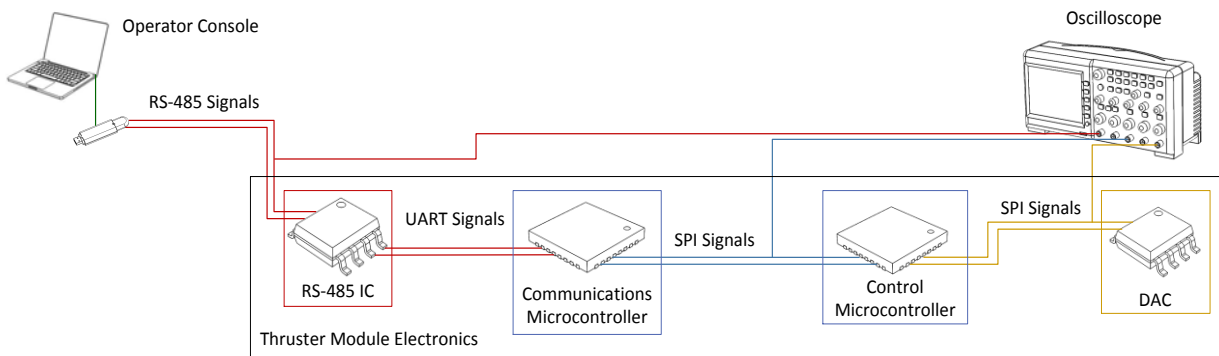 Operator Console
Oscilloscope
RS-485 Signals
UART Signals
SPI Signals
SPI Signals
RS-485 IC
Communications
Microcontroller
Control
Microcontroller
DAC
Thruster Module Electronics